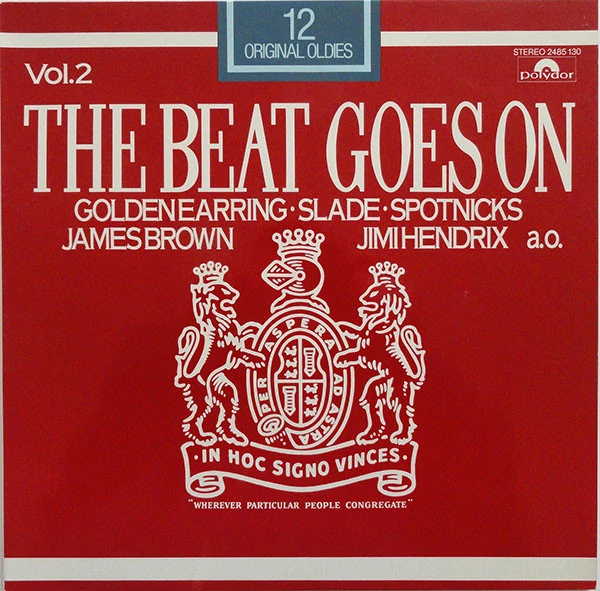 12
ORIGINAL OLDIES
STEREO 2485 130
polydor
Vol.2
THE BEAT GOES ON
GOLDEN EARRING · SLADE · SPOTNICKS
JAMES BROWN JIMI HENDRIX a.o.
PER ASPERA AD ASTRA
· IN HOC SIGNO VINCES ·
"WHEREVER PARTICULAR PEOPLE CONGREGATE"